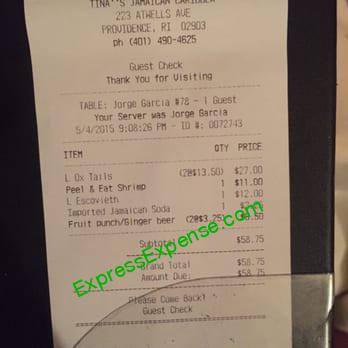 TINA''S JAMAICAN CARIBBEA
223 ATWELLS AVE
PROVIDENCE, RI 02903
ph (401) 490-4625
Guest Check
Thank You for Visiting
TABLE: Jorge Garcia #78 - 1 Guest
Your Server was Jorge Garcia
5/4/2015 9:08:26 PM - ID #: 0072743
ITEM QTY PRICE
L Ox Tails (2@$13.50) $27.00
Peel & Eat Shrimp 1 $11.00
L Escovieth 1 $12.00
Imported Jamaican Soda 1
Fruit punch/Ginger beer (2@$3.25) $6.50
Subtotal $58.75
Grand Total $58.75
Amount Due: $58.75
Please Come Back!
Guest Check
ExpressExpense.com